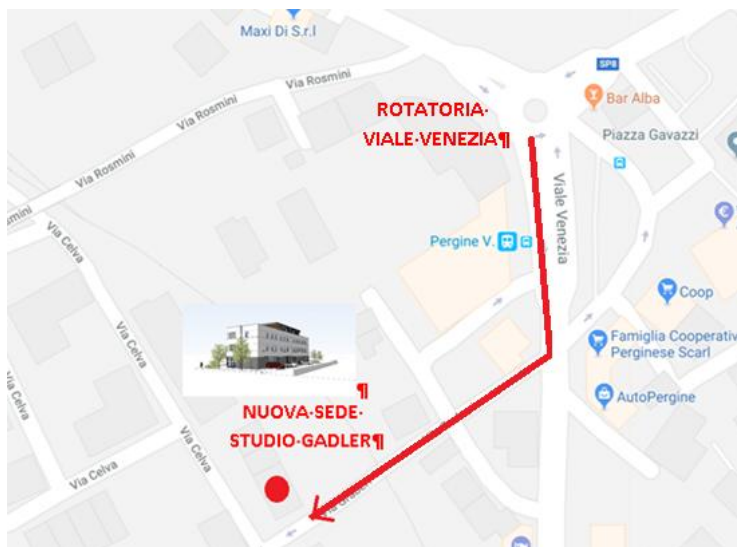 Maxi Di S.r.l
SP8
Via Rosmini
Via Rosmini
Via Rosmini
ROTATORIA·
VIALE·VENEZIA¶
Bar Alba
Piazza Gavazzi
Viale Venezia
Pergine V.
Via Celva
Via Celva
Via Celva
Via Celva
Via Celva
Coop
Famiglia Cooperativ
Perginese Scarl
AutoPergine
¶
NUOVA·SEDE·
STUDIO·GADLER¶